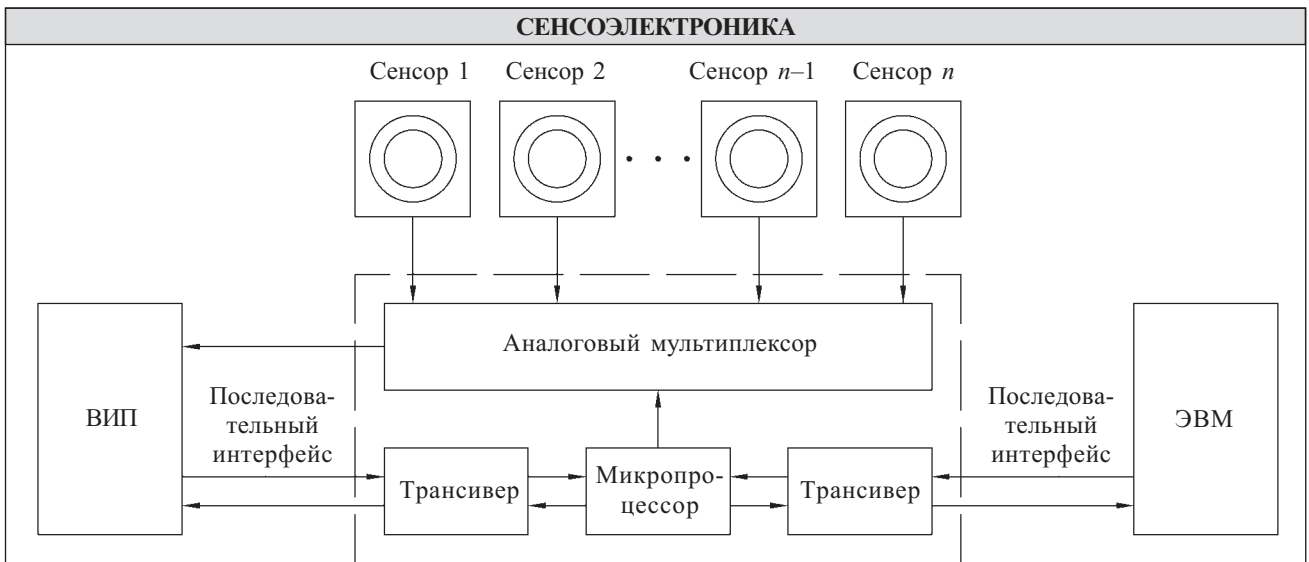 СЕНСОЭЛЕКТРОНИКА
Сенсор 1 Сенсор 2 Сенсор n–1 Сенсор n
Аналоговый мультиплексор
ВИП
Последова-
тельный
интерфейс
Трансивер
Микропро-
цессор
Трансивер
Последова-
тельный
интерфейс
ЭВМ